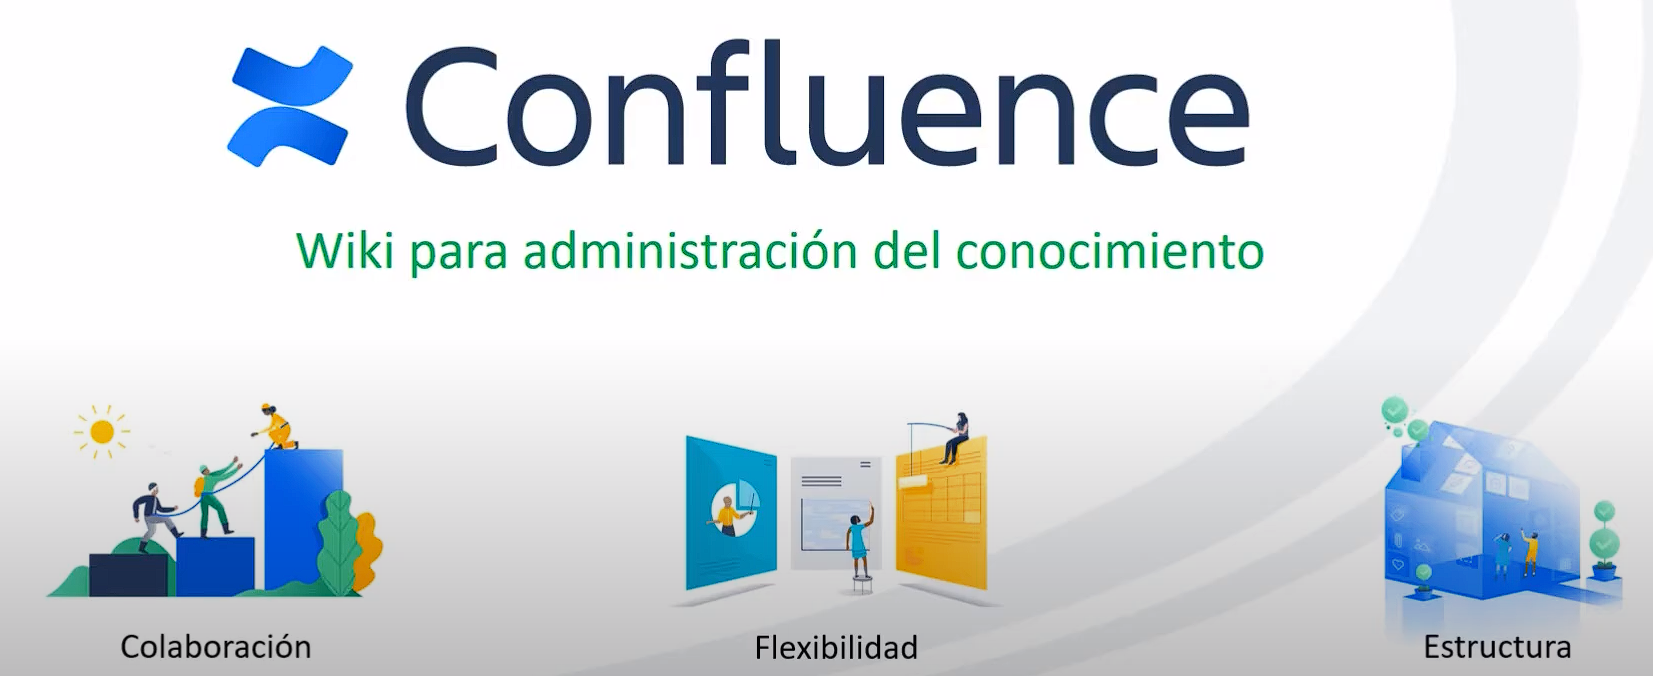 Confluence
Wiki para administración del conocimiento
Colaboración
Flexibilidad
Estructura